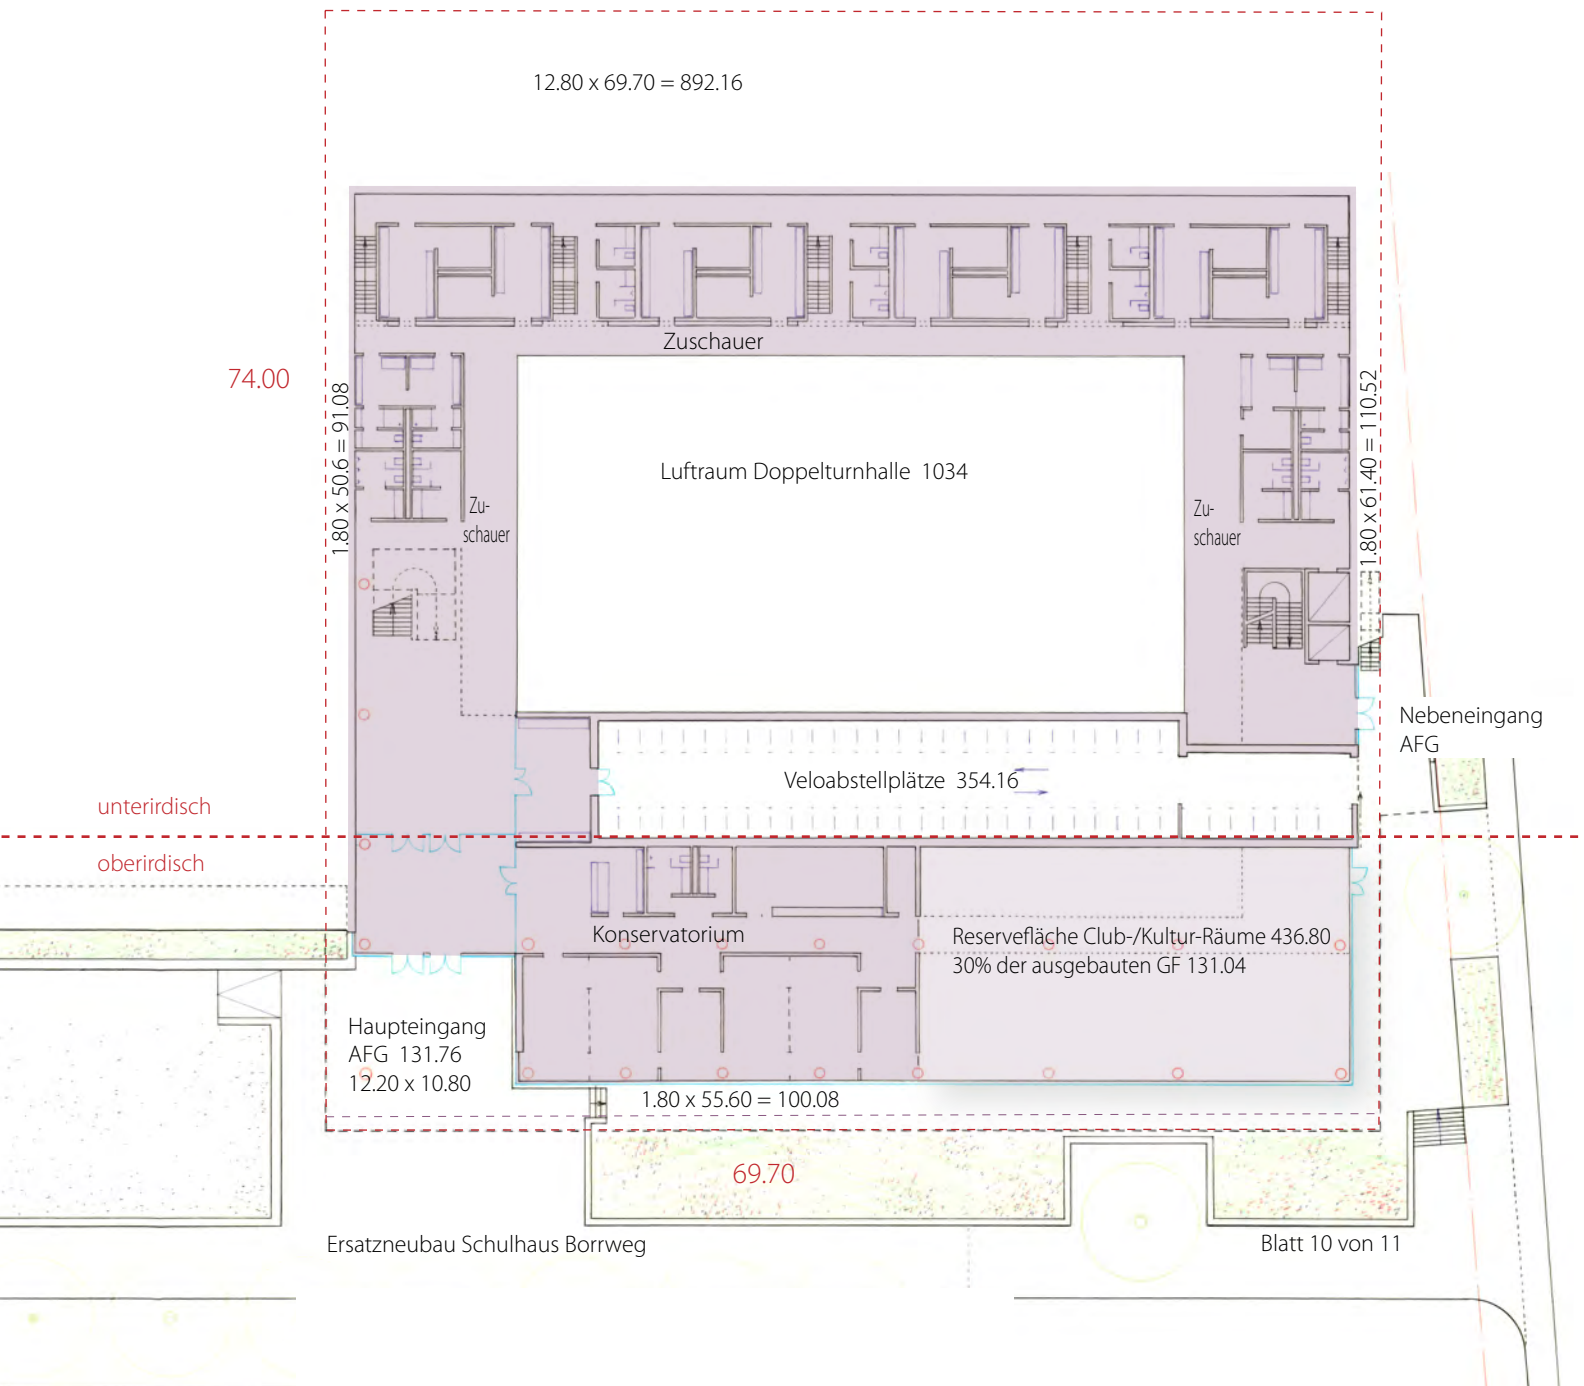 12.80 x 69.70 = 892.16
Zuschauer
74.00
1.80 x 50.6 = 91.08
1.80 x 61.40 = 110.52
Luftraum Doppelturnhalle 1034
Zu-
schauer
Zu-
schauer
Nebeneingang
AFG
Veloabstellplätze 354.16
unterirdisch
oberirdisch
Konservatorium
Reservefläche Club-/Kultur-Räume 436.80
30% der ausgebauten GF 131.04
Haupteingang
AFG 131.76
12.20 x 10.80
1.80 x 55.60 = 100.08
69.70
Ersatzneubau Schulhaus Borrweg
Blatt 10 von 11